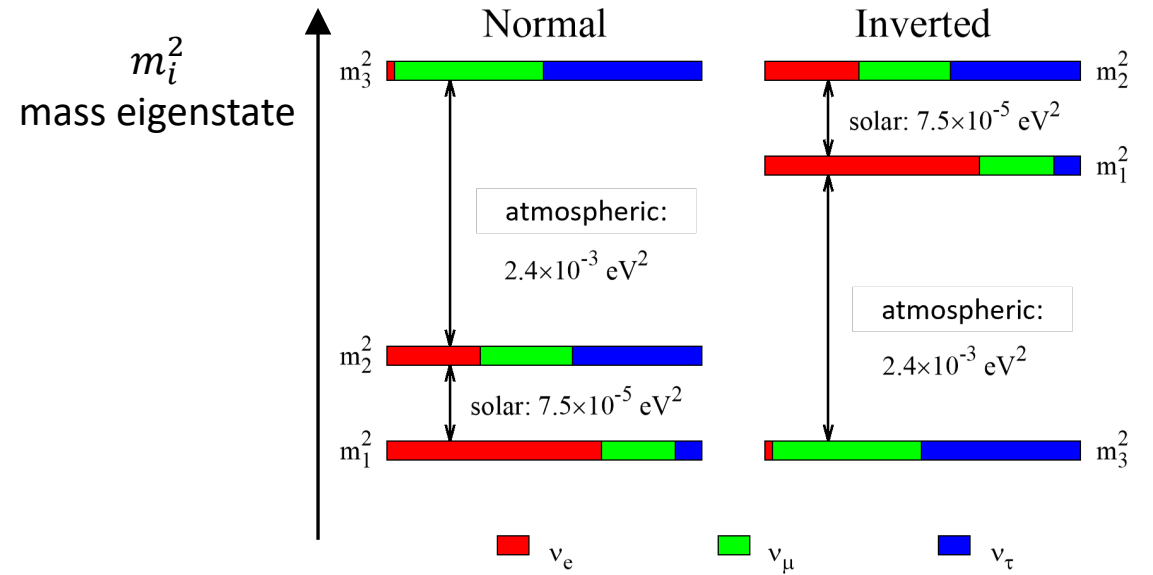 Normal
Inverted
m_i^2
mass eigenstate
m_3^2
m_2^2
solar: 7.5×10^-5 eV^2
m_1^2
atmospheric:
2.4×10^-3 eV^2
atmospheric:
2.4×10^-3 eV^2
m_2^2
solar: 7.5×10^-5 eV^2
m_1^2
m_3^2
ν_e
ν_μ
ν_τ